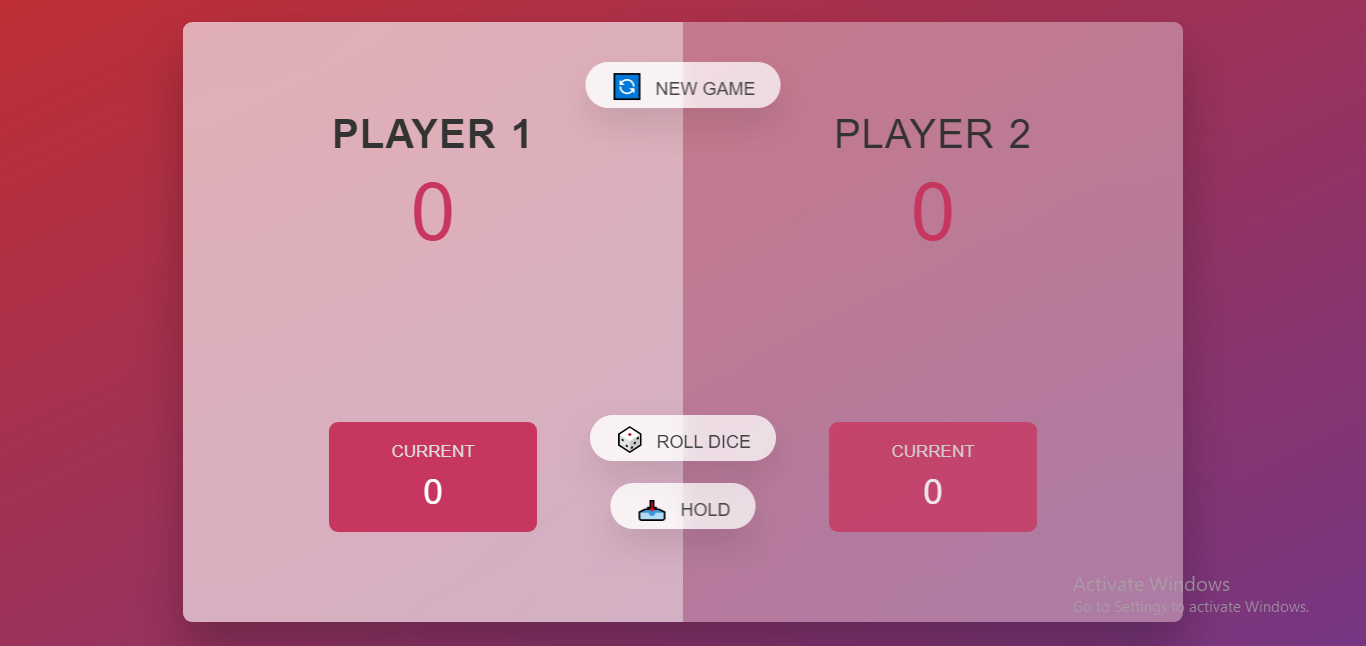 NEW GAME
PLAYER 1
0
PLAYER 2
0
CURRENT
0
ROLL DICE
HOLD
CURRENT
0
Activate Windows
Go to Settings to activate Windows.